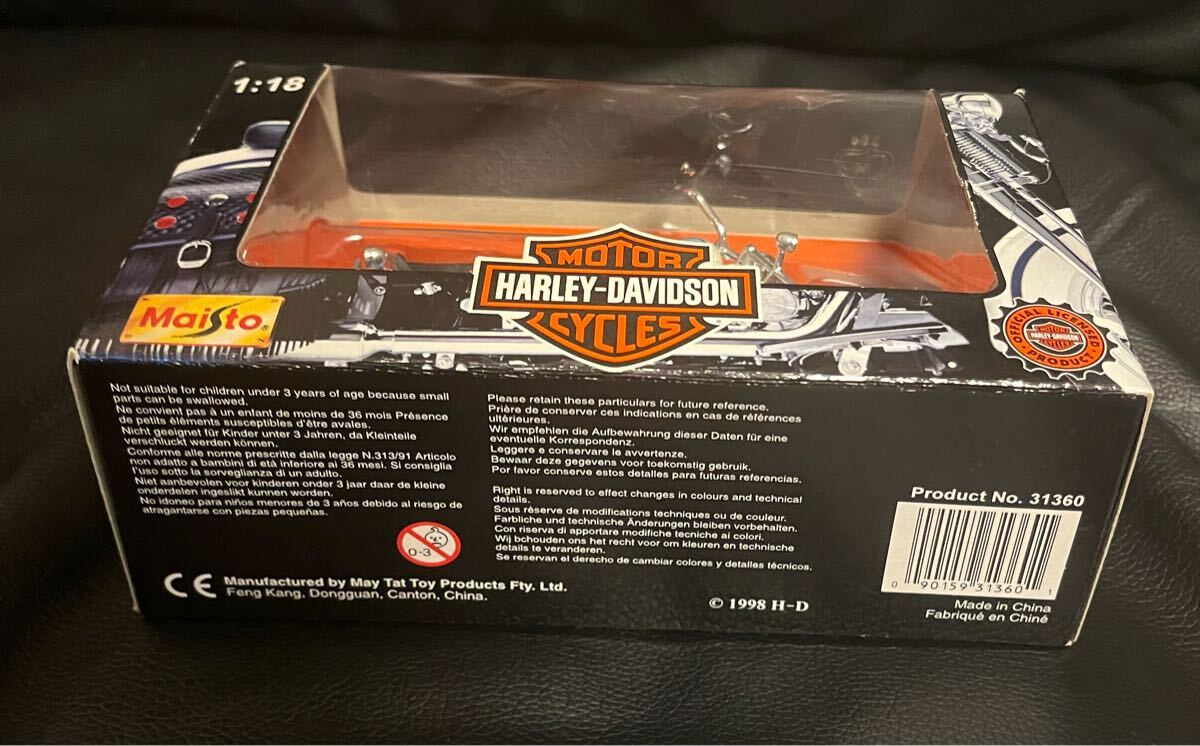 1:18
MOTOR
HARLEY-DAVIDSON
CYCLES
MaiSto®
OFFICIAL LICENSED
MOTOR
HARLEY-DAVIDSON
CYCLES
PRODUCT
Not suitable for children under 3 years of age because small
parts can be swallowed.
Ne convient pas à un enfant de moins de 36 mois Présence
de petits éléments susceptibles d'être avales.
Nicht geeignet für Kinder unter 3 Jahren, da Kleinteile
verschluckt werden können.
Conforme alle norme prescritte dalla legge N.313/91 Articolo
non adatto a bambini di età inferiore ai 36 mesi. Si consiglia
l'uso sotto la sorveglianza di un adulto.
Niet aanbevolen voor kinderen onder 3 jaar daar de kleine
onderdelen ingeslikt kunnen worden.
No idoneo para niños menores de 3 años debido al riesgo de
atragantarse con piezas pequeñas.
0-3
CE Manufactured by May Tat Toy Products Fty. Ltd.
Feng Kang, Dongguan, Canton, China.
Please retain these particulars for future reference.
Prière de conserver ces indications en cas de références
ultérieures.
Wir empfehlen die Aufbewahrung dieser Daten für eine
eventuelle Korrespondenz.
Leggere e conservare le avvertenze.
Bewaar deze gegevens voor toekomstig gebruik.
Por favor conserve estos detalles para futuras referencias.
Right is reserved to effect changes in colours and technical
details.
Sous réserve de modifications techniques ou de couleur.
Farbliche und technische Änderungen bleiben vorbehalten.
Con riserva di apportare modifiche tecniche ai colori.
Wij bchouden ons het recht voor om kleuren en technische
details te veranderen.
Se reservan el derecho de cambiar colores y detalles técnicos.
© 1998 H-D
Product No. 31360
0 90159 31360 1
Made in China
Fabriqué en Chiné